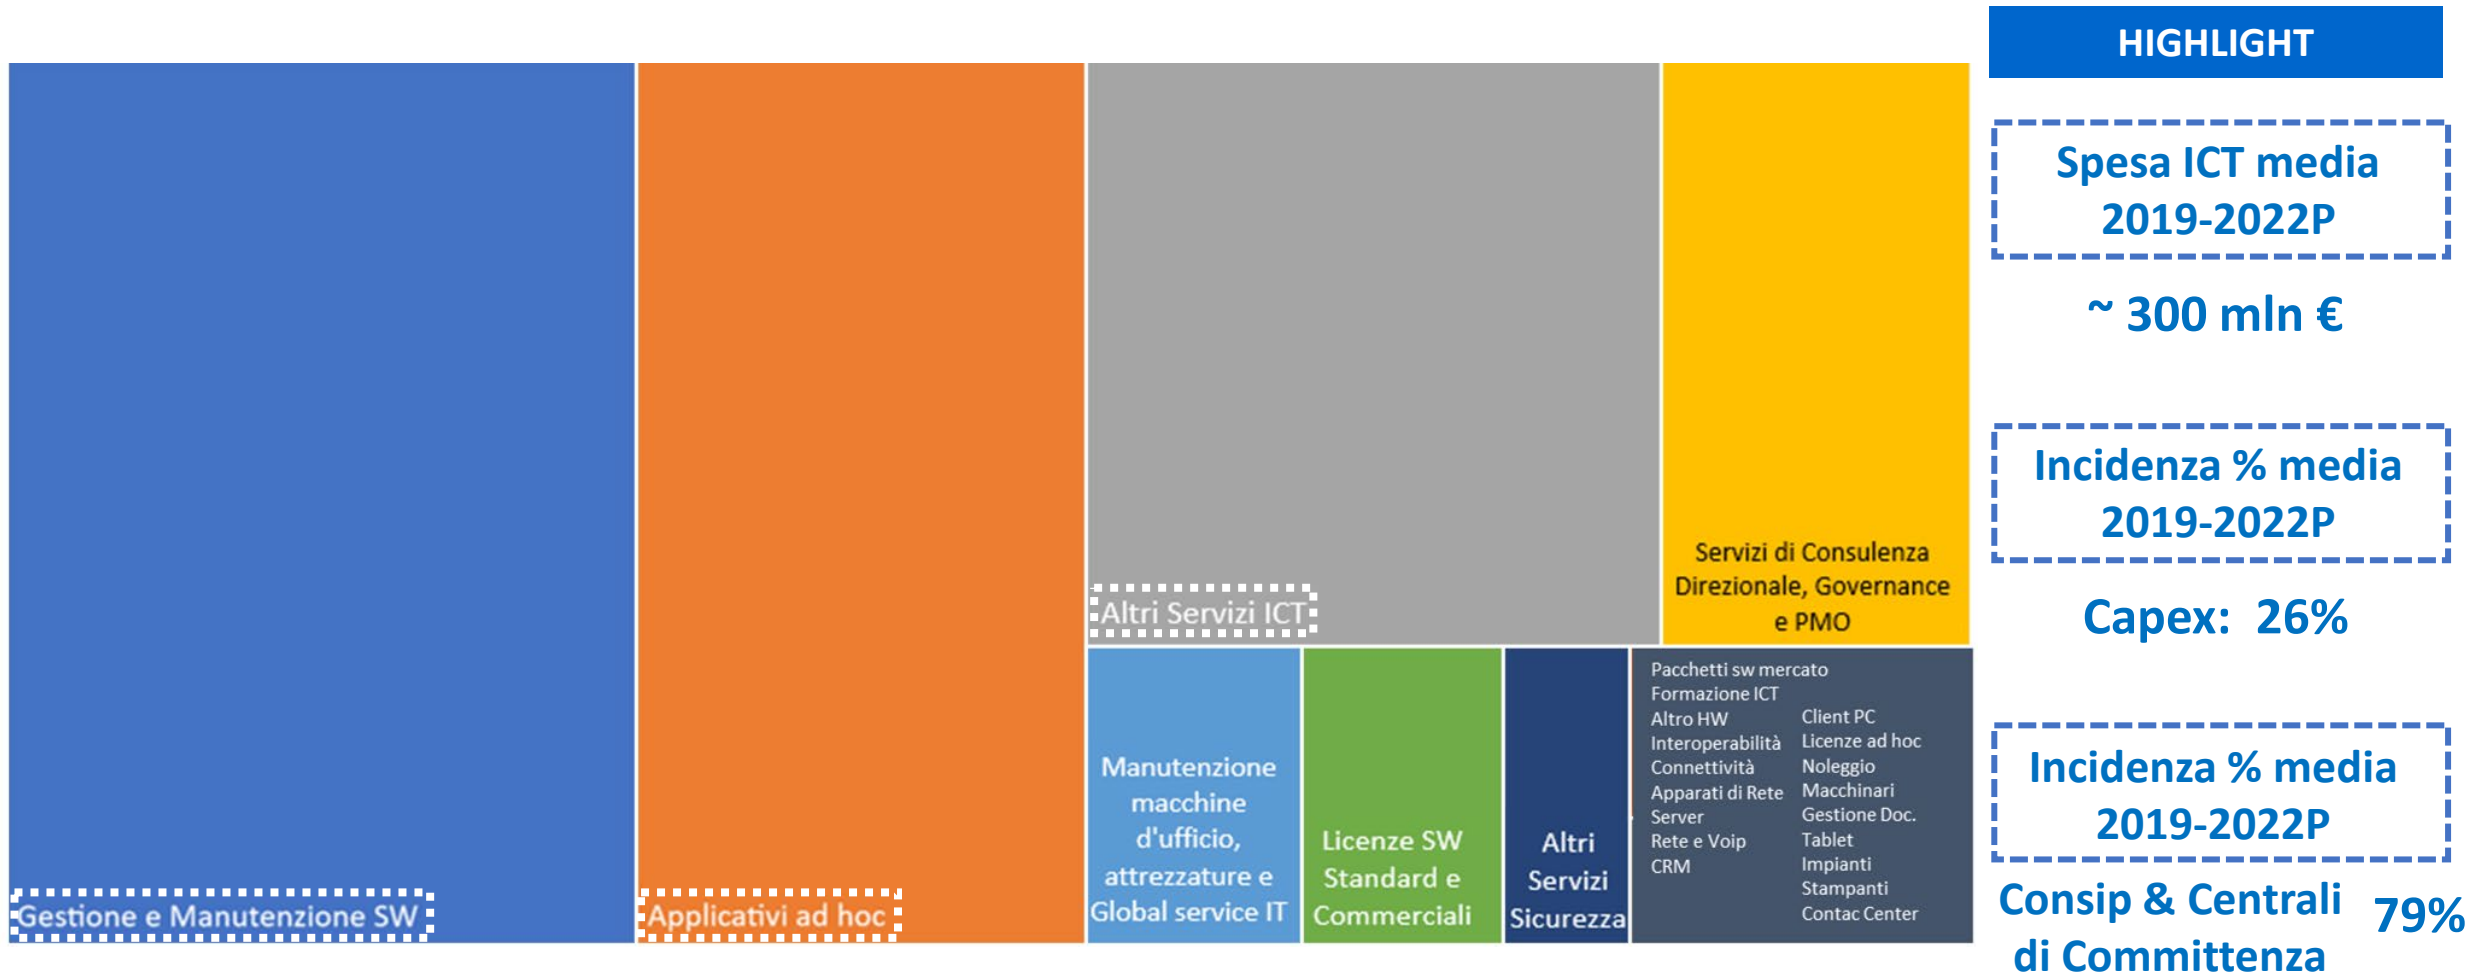 Gestione e Manutenzione SW
Applicativi ad hoc
Altri Servizi ICT
Servizi di Consulenza
Direzionale, Governance
e PMO
Manutenzione
macchine
d'ufficio,
attrezzature e
Global service IT
Licenze SW
Standard e
Commerciali
Altri
Servizi
Sicurezza
Pacchetti sw mercato
Formazione ICT
Altro HW
Interoperabilità
Connettività
Apparati di Rete
Server
Rete e Voip
CRM
Client PC
Licenze ad hoc
Noleggio
Macchinari
Gestione Doc.
Tablet
Impianti
Stampanti
Contac Center
HIGHLIGHT
Spesa ICT media
2019-2022P
~ 300 mln €
Incidenza % media
2019-2022P
Capex: 26%
Incidenza % media
2019-2022P
Consip & Centrali
di Committenza
79%